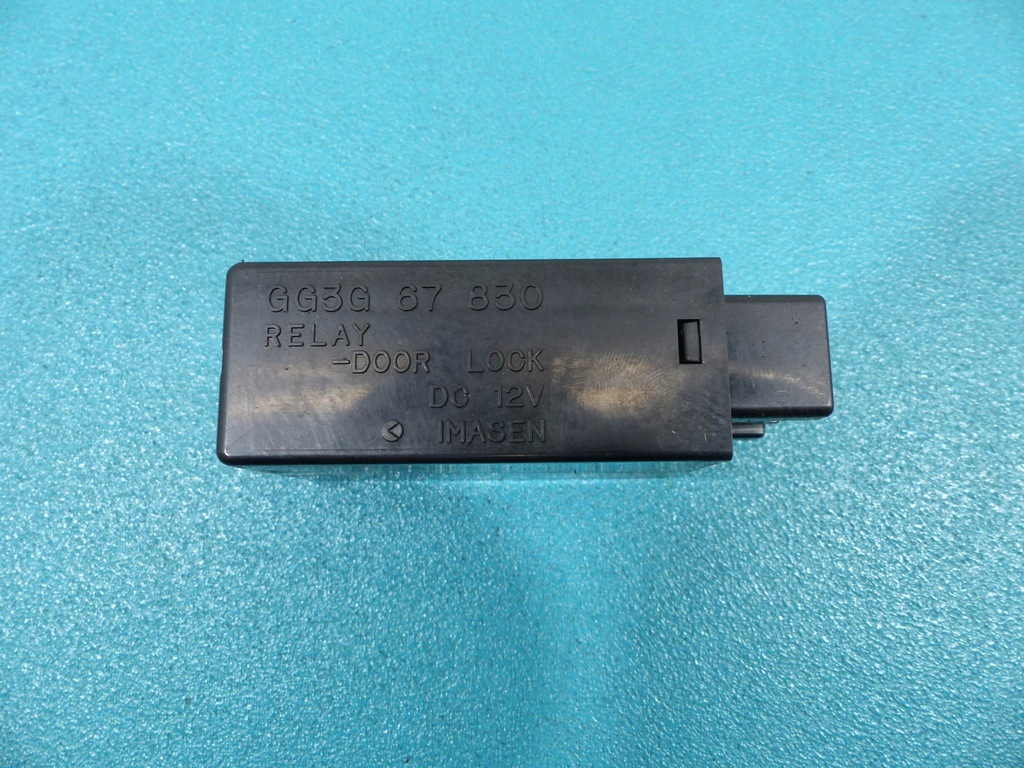 GG3G 67 830
RELAY
-DOOR LOCK
DC 12V
IMASEN